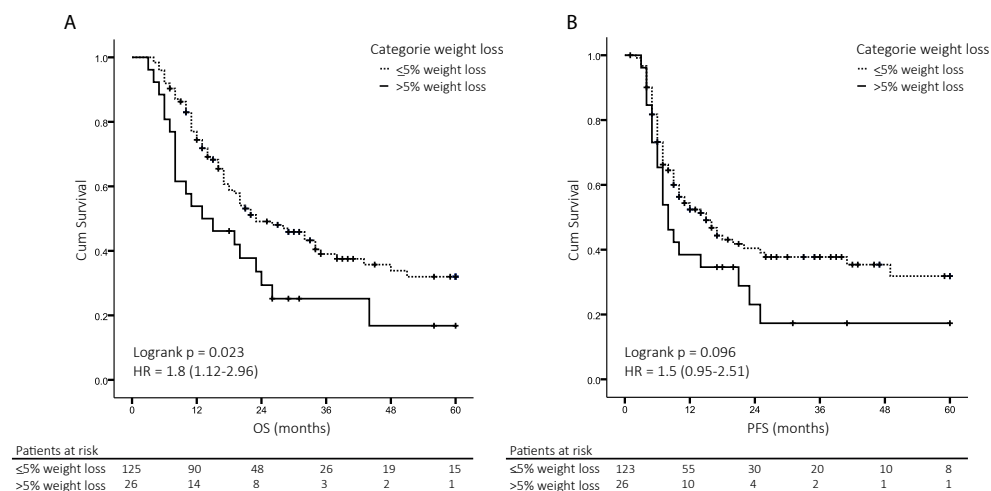 A
Categorie weight loss
≤5% weight loss
>5% weight loss
Cum Survival
1.0
0.8
0.6
0.4
0.2
0.0
Logrank p = 0.023
HR = 1.8 (1.12-2.96)
0 12 24 36 48 60
OS (months)
Patients at risk
≤5% weight loss 125 90 48 26 19 15
>5% weight loss 26 14 8 3 2 1
B
Categorie weight loss
≤5% weight loss
>5% weight loss
Cum Survival
1.0
0.8
0.6
0.4
0.2
0.0
Logrank p = 0.096
HR = 1.5 (0.95-2.51)
0 12 24 36 48 60
PFS (months)
Patients at risk
≤5% weight loss 123 55 30 20 10 8
>5% weight loss 26 10 4 2 1 1